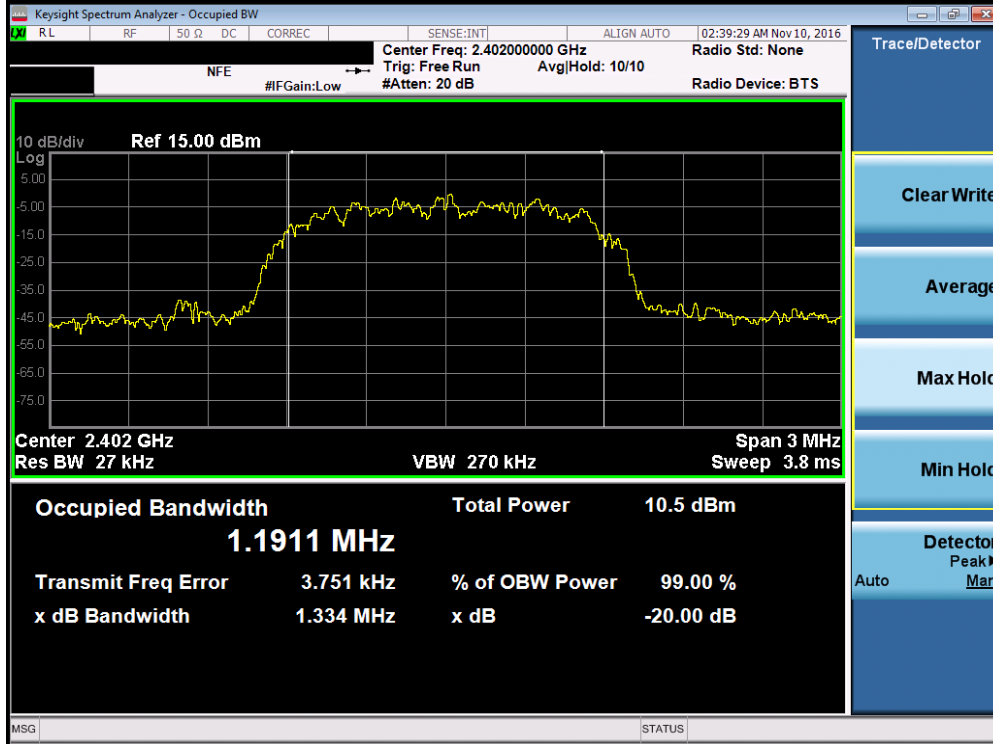 Keysight Spectrum Analyzer - Occupied BW
LXI RL RF 50 Ω DC CORREC SENSE:INT ALIGN AUTO 02:39:29 AM Nov 10, 2016
Center Freq: 2.402000000 GHz Radio Std: None
NFE Trig: Free Run Avg|Hold: 10/10
#IFGain:Low #Atten: 20 dB Radio Device: BTS
10 dB/div Ref 15.00 dBm
Log
5.00
-5.00
-15.0
-25.0
-35.0
-45.0
-55.0
-65.0
-75.0
Center 2.402 GHz Span 3 MHz
Res BW 27 kHz VBW 270 kHz Sweep 3.8 ms
Occupied Bandwidth Total Power 10.5 dBm
1.1911 MHz
Transmit Freq Error 3.751 kHz % of OBW Power 99.00 %
x dB Bandwidth 1.334 MHz x dB -20.00 dB
MSG STATUS
Trace/Detector
Clear Write
Average
Max Hold
Min Hold
Detector
Peak
Auto Man